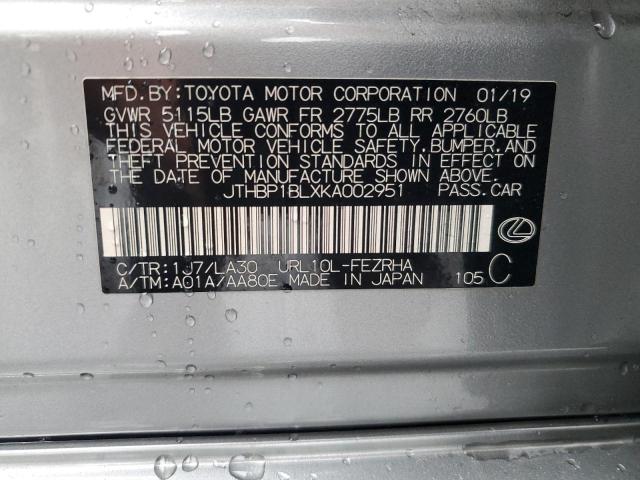 MFD. BY: TOYOTA MOTOR CORPORATION 01/19
GVWR 5115LB GAWR FR 2775LB RR 2760LB
THIS VEHICLE CONFORMS TO ALL APPLICABLE
FEDERAL MOTOR VEHICLE SAFETY, BUMPER, AND
THEFT PREVENTION STANDARDS IN EFFECT ON
THE DATE OF MANUFACTURE SHOWN ABOVE.
JTHBP1BLXKA002951 PASS. CAR
C/TR: 1J7/LA30 URL10L-FEZRHA
A/TM: A01A/AA80E MADE IN JAPAN 105 C